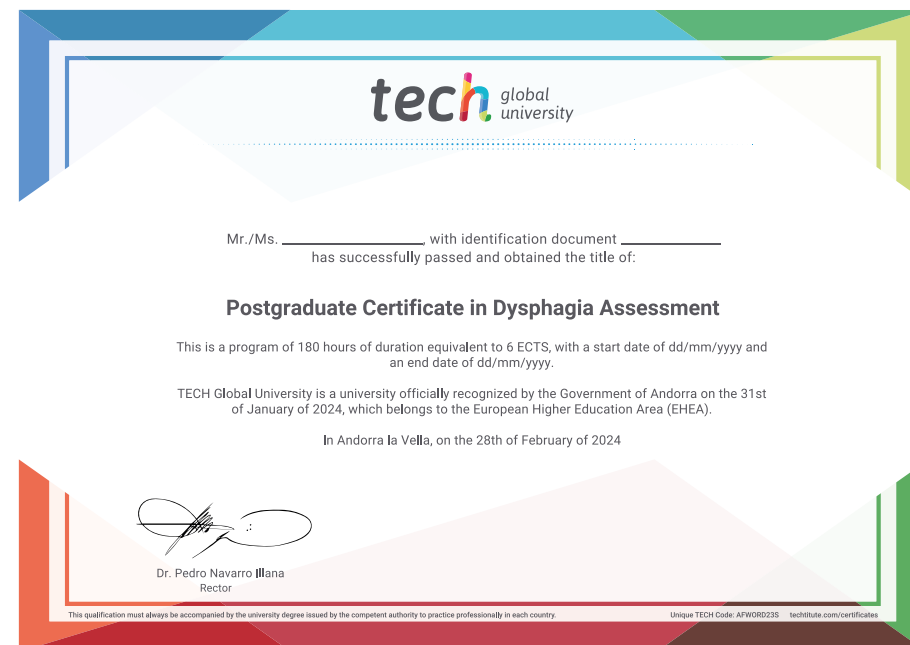 tech global university
Mr./Ms. ____________, with identification document ____________
has successfully passed and obtained the title of:
Postgraduate Certificate in Dysphagia Assessment
This is a program of 180 hours of duration equivalent to 6 ECTS, with a start date of dd/mm/yyyy and
an end date of dd/mm/yyyy.
TECH Global University is a university officially recognized by the Government of Andorra on the 31st
of January of 2024, which belongs to the European Higher Education Area (EHEA).
In Andorra la Vella, on the 28th of February of 2024
Dr. Pedro Navarro Illana
Rector
This qualification must always be accompanied by the university degree issued by the competent authority to practice professionally in each country. Unique TECH Code: AFWORD23S techtitute.com/certificates